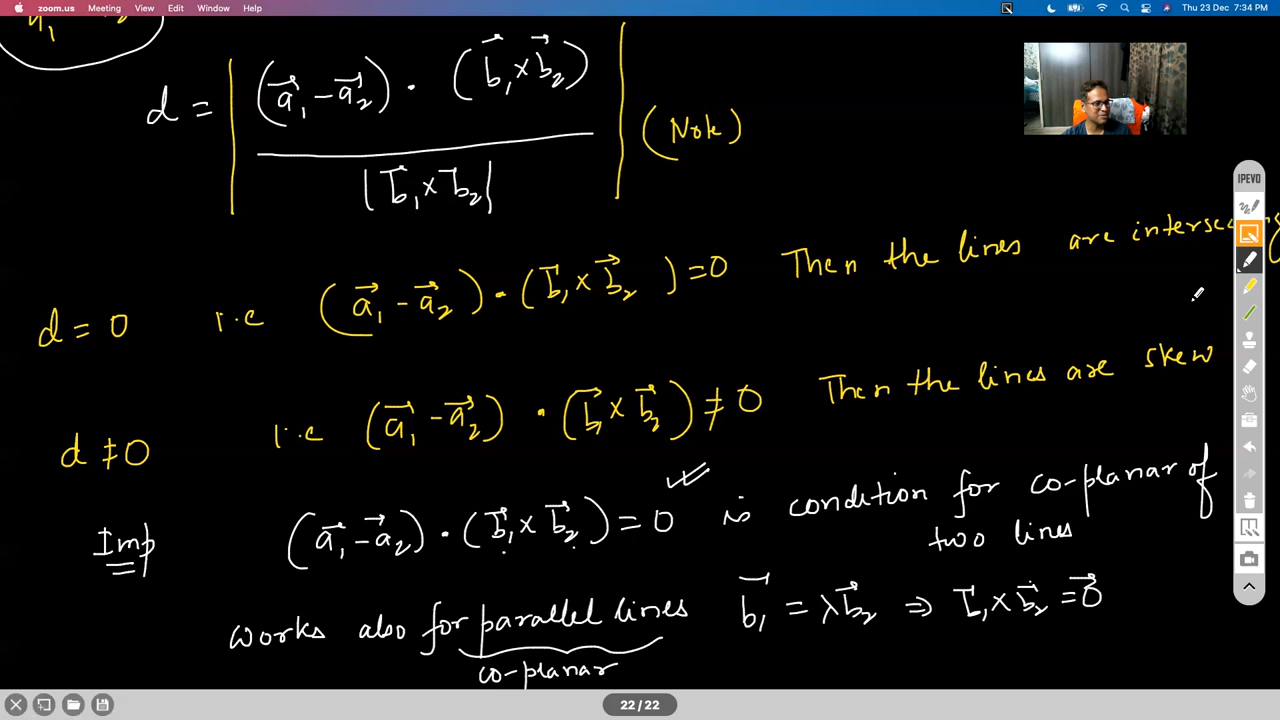 zoom.us Meeting View Edit Window Help Thu 23 Dec 7:34 PM
d = | (a⃗₁ − a⃗₂) · (b⃗₁ × b⃗₂) / |b⃗₁ × b⃗₂| | (Note)
IPEVO
d = 0 i.e (a⃗₁ − a⃗₂) · (b⃗₁ × b⃗₂) = 0 Then the lines are intersec
d ≠ 0 i.e (a⃗₁ − a⃗₂) · (b⃗₁ × b⃗₂) ≠ 0 Then the lines are skew
Imp (a⃗₁ − a⃗₂) · (b⃗₁ × b⃗₂) = 0 is condition for co-planar of
two lines
works also for parallel lines b⃗₁ = λb⃗₂ ⇒ b⃗₁ × b⃗₂ = 0⃗
co-planar
22 / 22